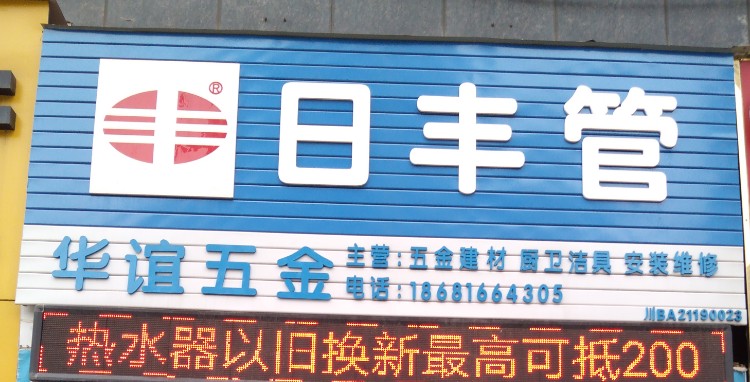 ®
日丰管
华谊五金
主营:五金建材 厨卫洁具 安装维修
电话:18681664305
川BA21190023
热水器以旧换新最高可抵200